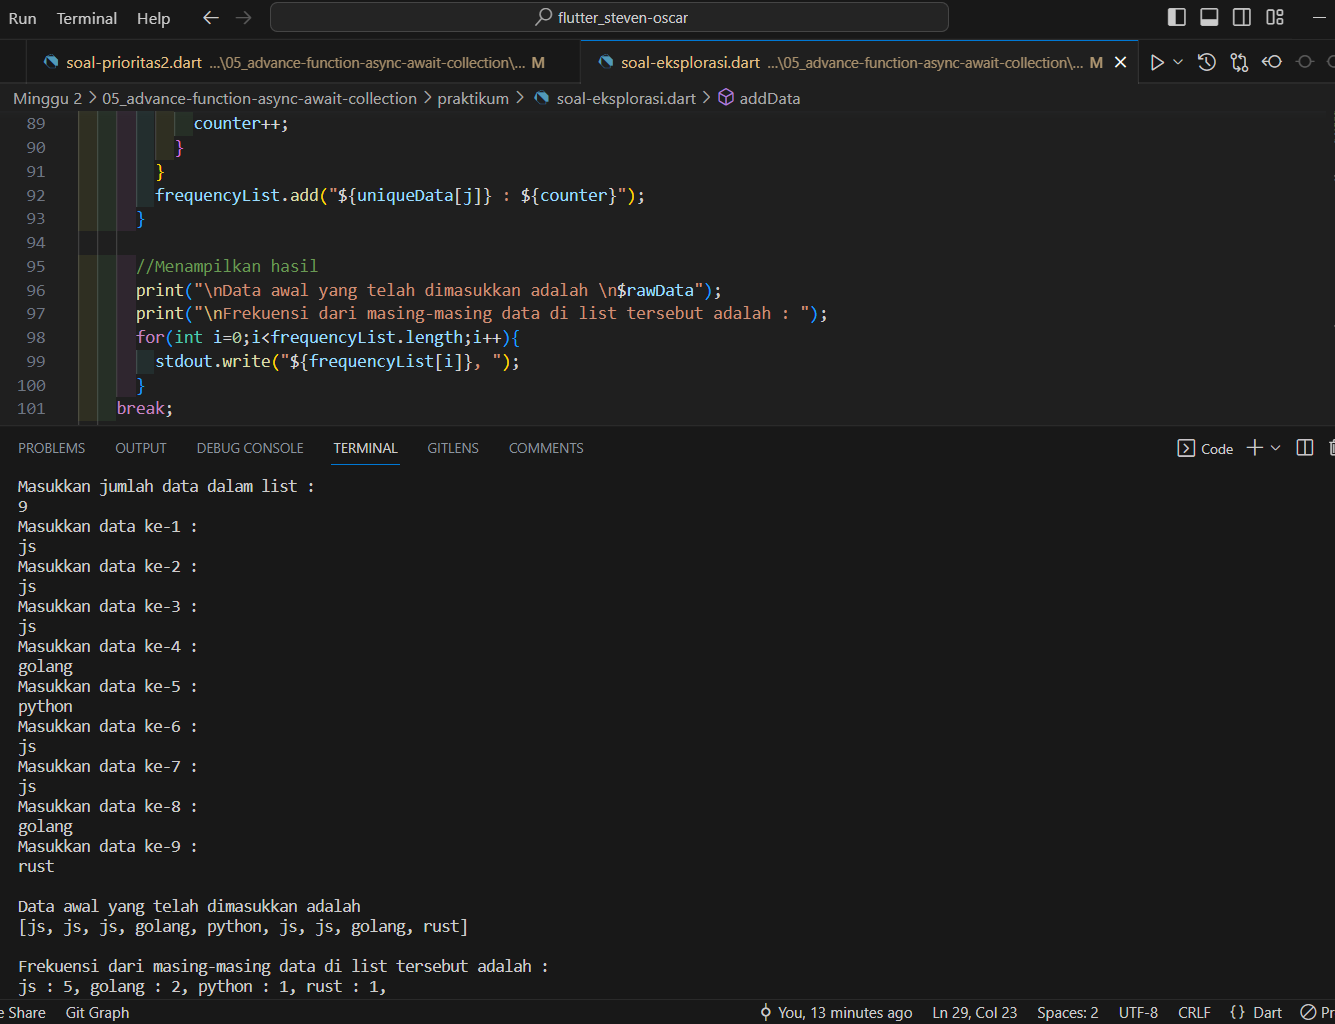 Run Terminal Help flutter_steven-oscar
soal-prioritas2.dart ...\05_advance-function-async-await-collection\... M soal-eksplorasi.dart ...\05_advance-function-async-await-collection\... M
Minggu 2 > 05_advance-function-async-await-collection > praktikum > soal-eksplorasi.dart > addData
89 counter++;
90 }
91 }
92 frequencyList.add("${uniqueData[j]} : ${counter}");
93 }
94
95 //Menampilkan hasil
96 print("\nData awal yang telah dimasukkan adalah \n$rawData");
97 print("\nFrekuensi dari masing-masing data di list tersebut adalah : ");
98 for(int i=0;i<frequencyList.length;i++){
99 stdout.write("${frequencyList[i]}, ");
100 }
101 break;
PROBLEMS OUTPUT DEBUG CONSOLE TERMINAL GITLENS COMMENTS Code
Masukkan jumlah data dalam list :
9
Masukkan data ke-1 :
js
Masukkan data ke-2 :
js
Masukkan data ke-3 :
js
Masukkan data ke-4 :
golang
Masukkan data ke-5 :
python
Masukkan data ke-6 :
js
Masukkan data ke-7 :
js
Masukkan data ke-8 :
golang
Masukkan data ke-9 :
rust
Data awal yang telah dimasukkan adalah
[js, js, js, golang, python, js, js, golang, rust]
Frekuensi dari masing-masing data di list tersebut adalah :
js : 5, golang : 2, python : 1, rust : 1,
e Share Git Graph You, 13 minutes ago Ln 29, Col 23 Spaces: 2 UTF-8 CRLF {} Dart Pr